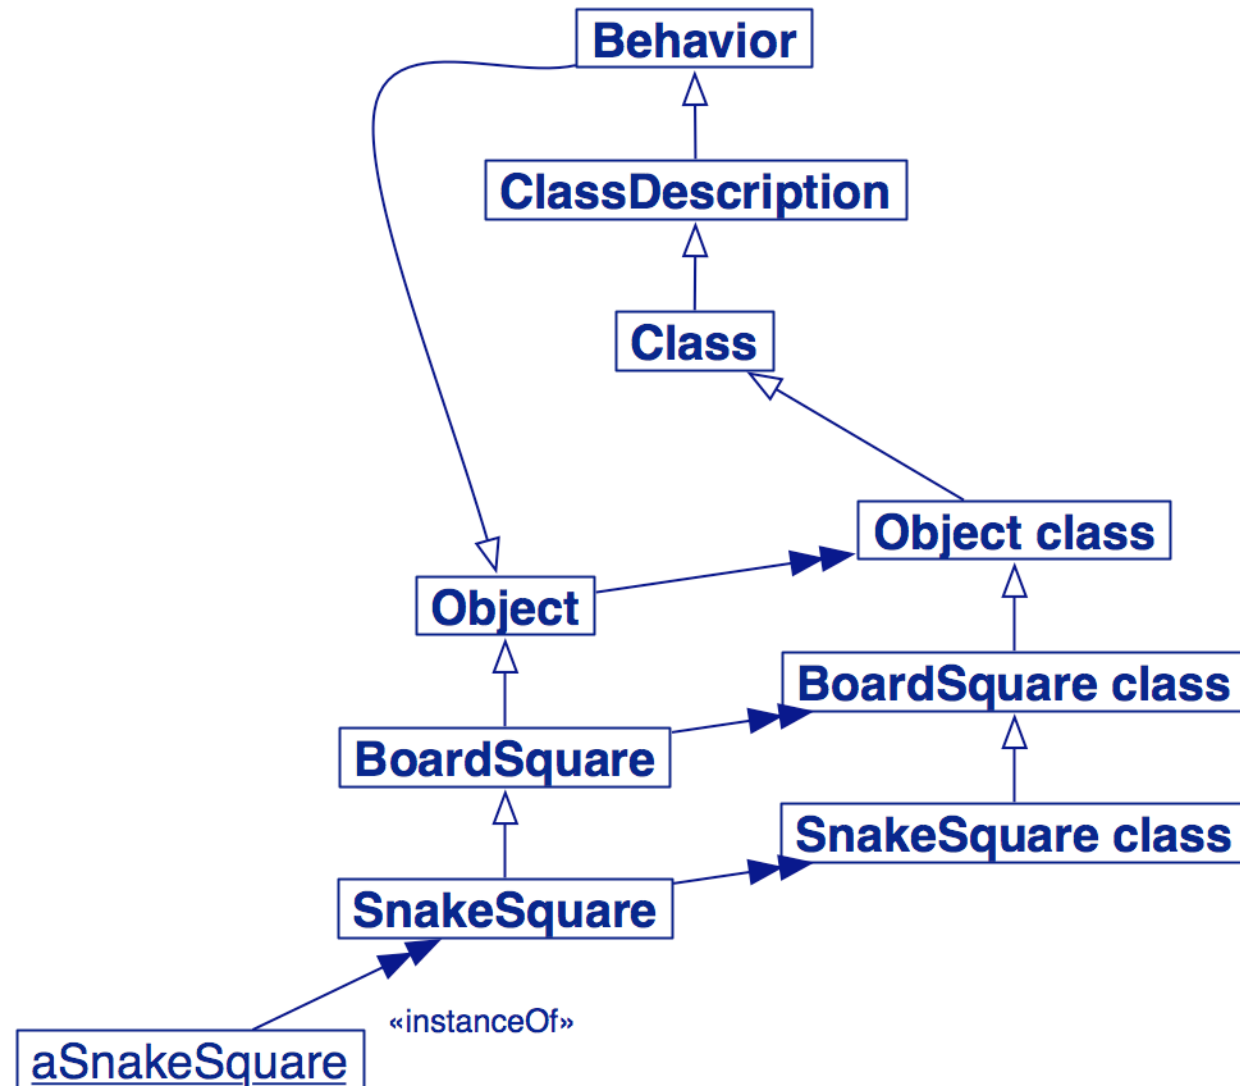 Behavior
ClassDescription
Class
Object class
Object
BoardSquare class
BoardSquare
SnakeSquare class
SnakeSquare
«instanceOf»
aSnakeSquare